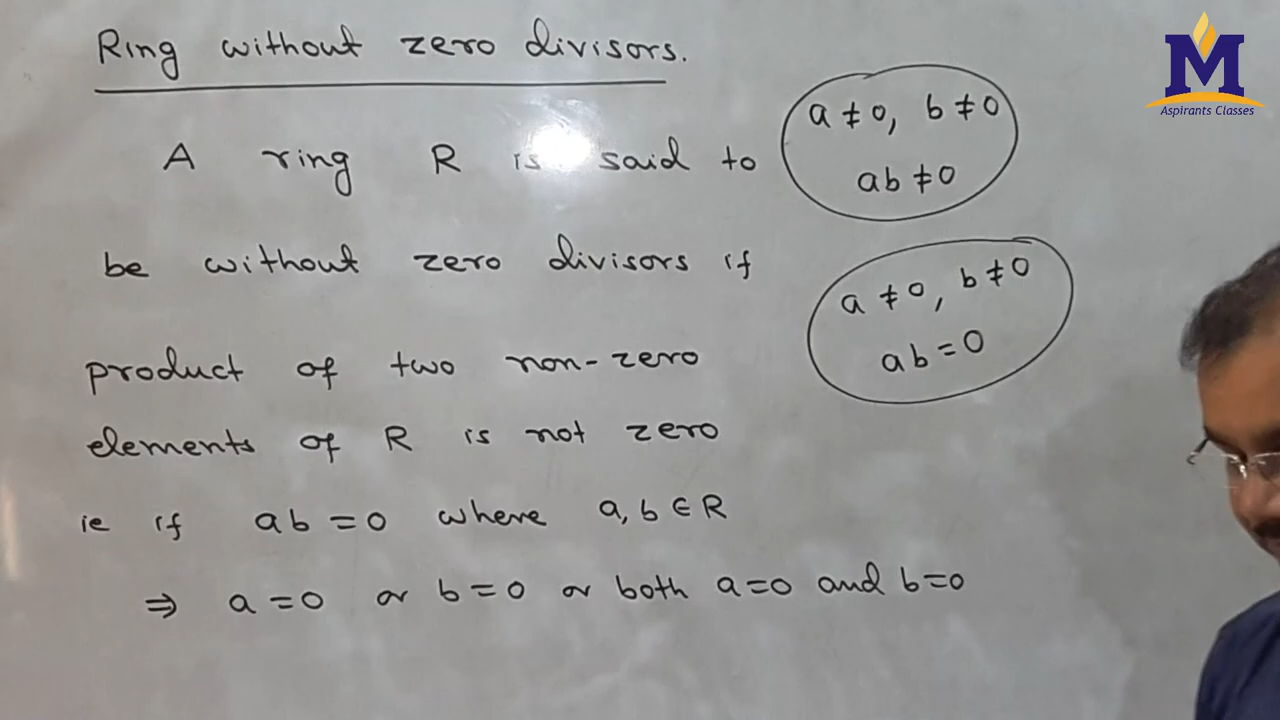 Ring without zero divisors.
A ring R is said to
be without zero divisors if
product of two non-zero
elements of R is not zero
ie if ab = 0 where a, b ∈ R
⇒ a = 0 or b = 0 or both a = 0 and b = 0
a ≠ 0, b ≠ 0
ab ≠ 0
a ≠ 0, b ≠ 0
ab = 0
M
Aspirants Classes